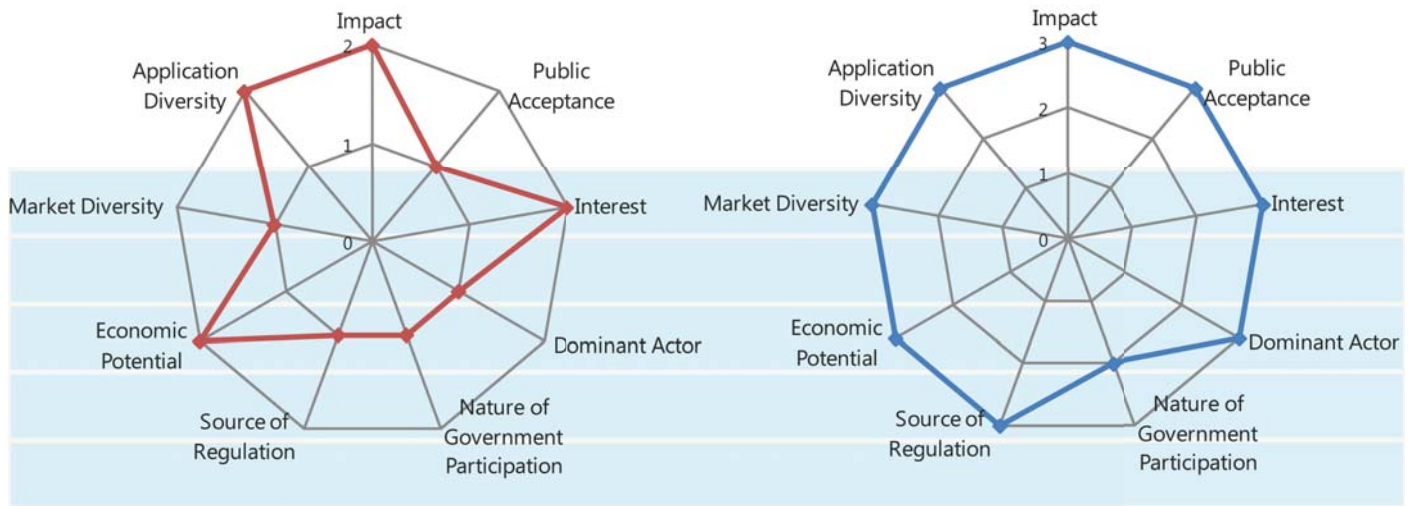 Impact
2
Application
Diversity
Public
Acceptance
1
Market Diversity
Interest
0
Economic
Potential
Dominant Actor
Source of
Regulation
Nature of
Government
Participation
Impact
3
Application
Diversity
Public
Acceptance
2
1
Market Diversity
Interest
0
Economic
Potential
Dominant Actor
Source of
Regulation
Nature of
Government
Participation